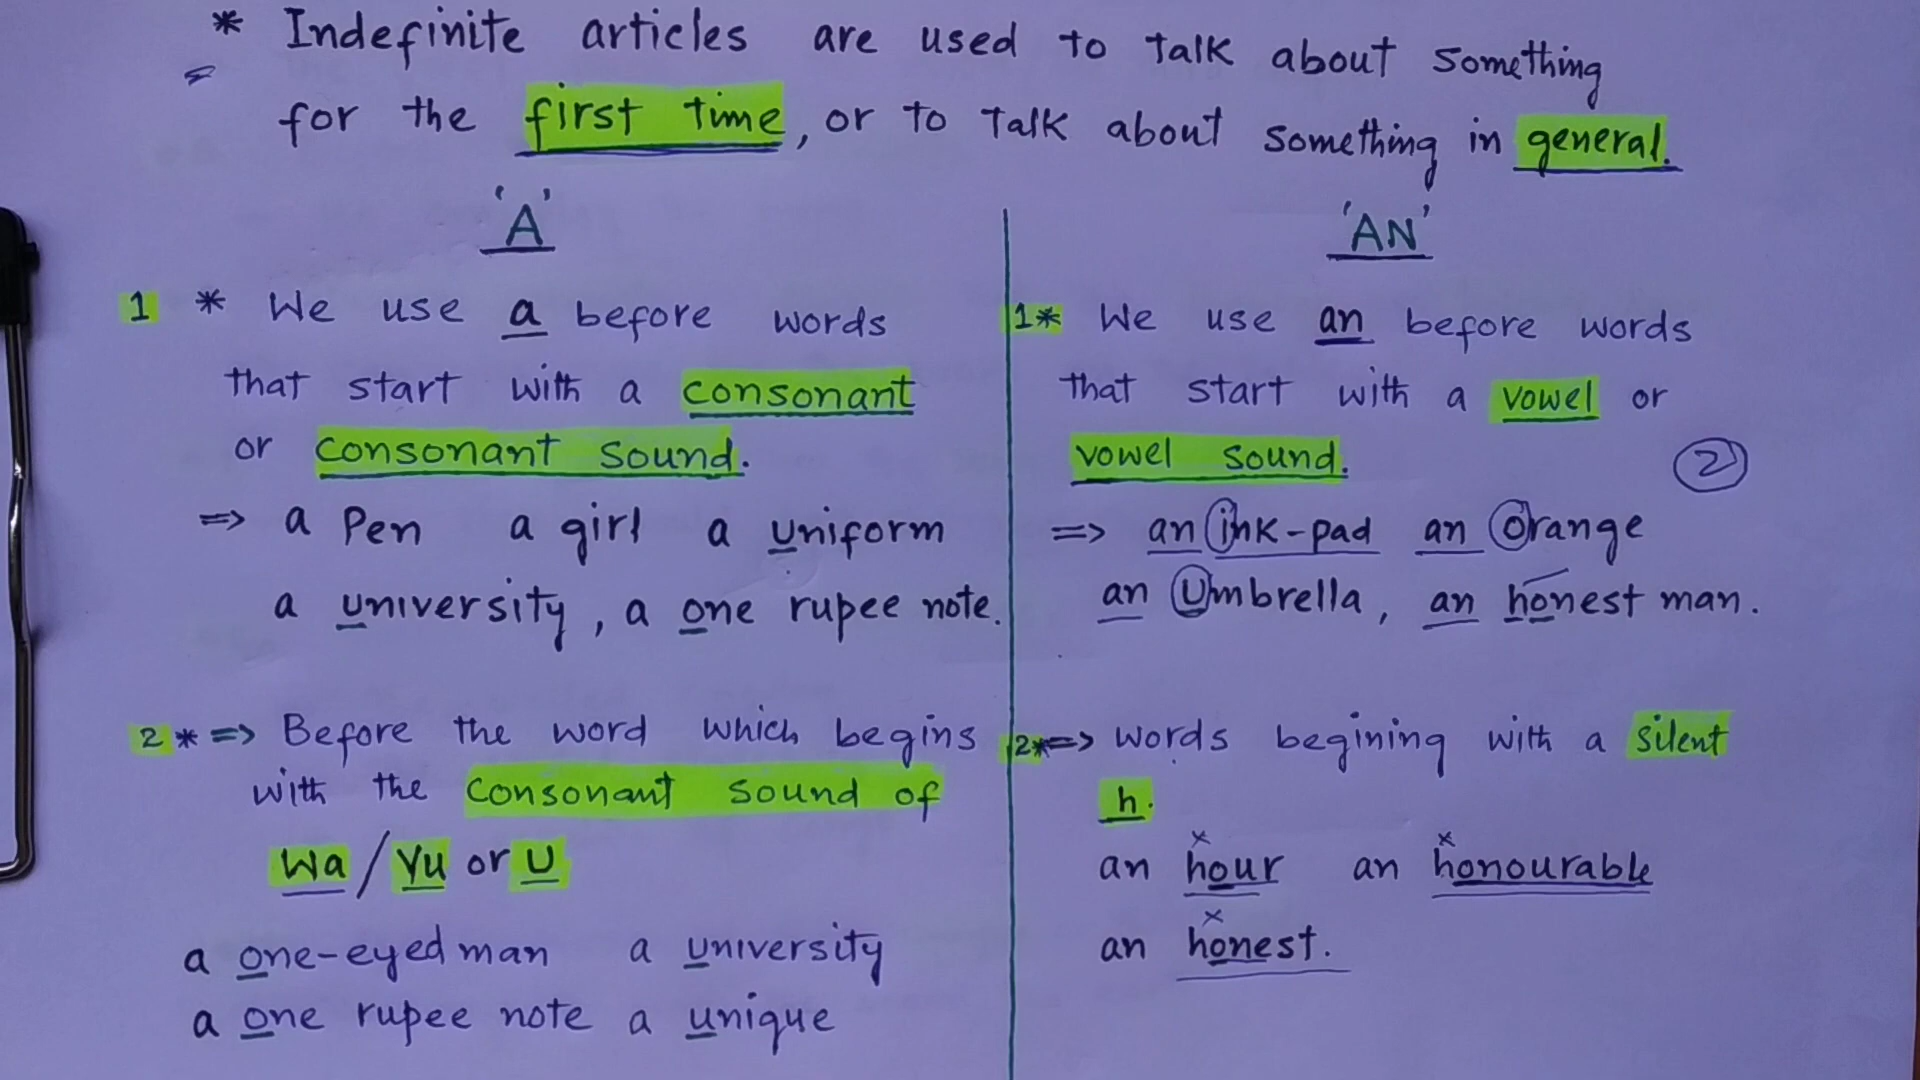 * Indefinite articles are used to talk about something
for the first time, or to talk about something in general.
'A'
1 * We use a before words
that start with a consonant
or consonant sound.
=> a Pen a girl a uniform
a university, a one rupee note.
2 * => Before the word which begins
with the consonant sound of
Wa / Yu or U
a one-eyed man a university
a one rupee note a unique
'AN'
1* We use an before words
that start with a vowel or
vowel sound.
2
=> an ink-pad an orange
an Umbrella, an honest man.
2*=> words begining with a silent
h.
an hour an honourable
an honest.